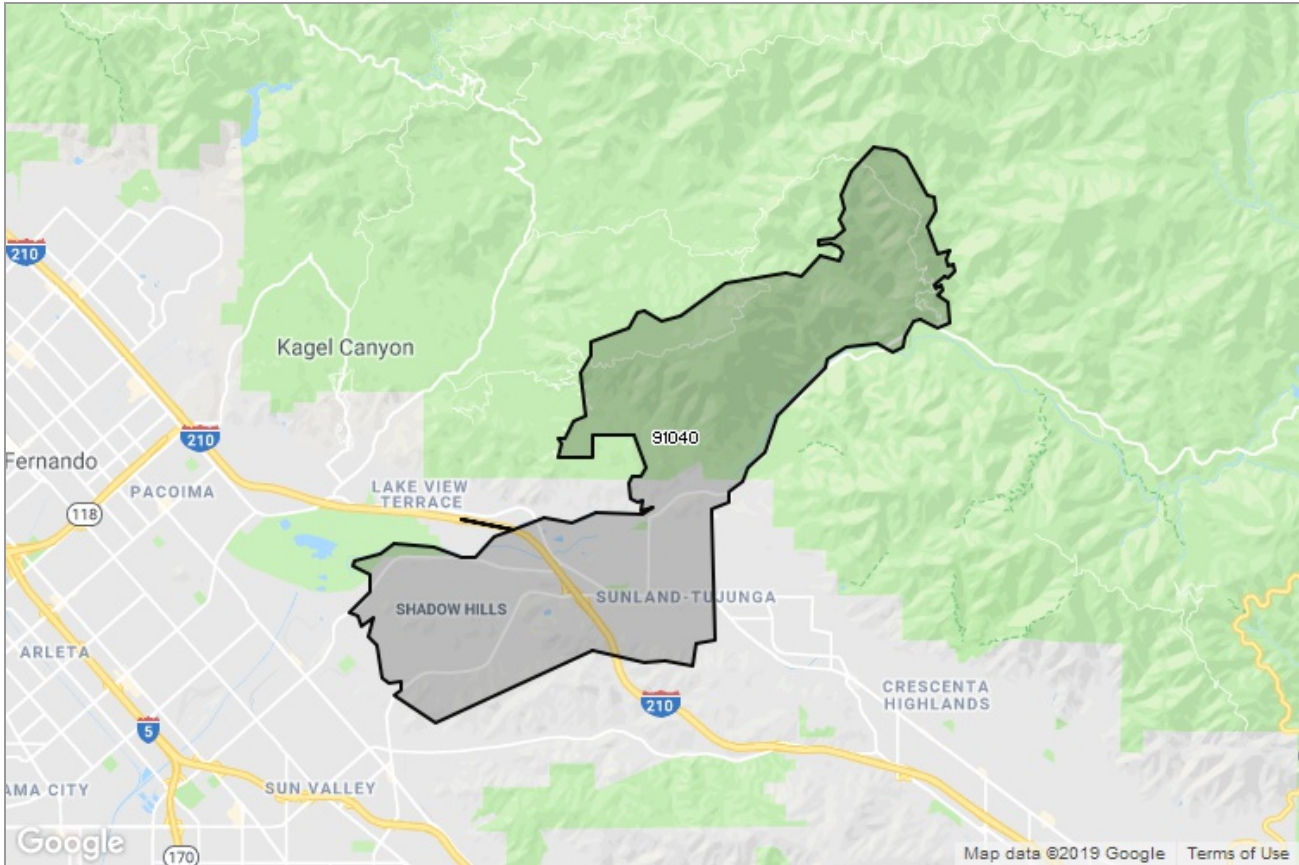 210
Kagel Canyon
91040
210
Fernando
LAKE VIEW
TERRACE
PACOIMA
118
SHADOW HILLS
SUNLAND-TUJUNGA
ARLETA
CRESCENTA
HIGHLANDS
210
5
AMA CITY
SUN VALLEY
Google
170
Map data ©2019 Google
Terms of Use